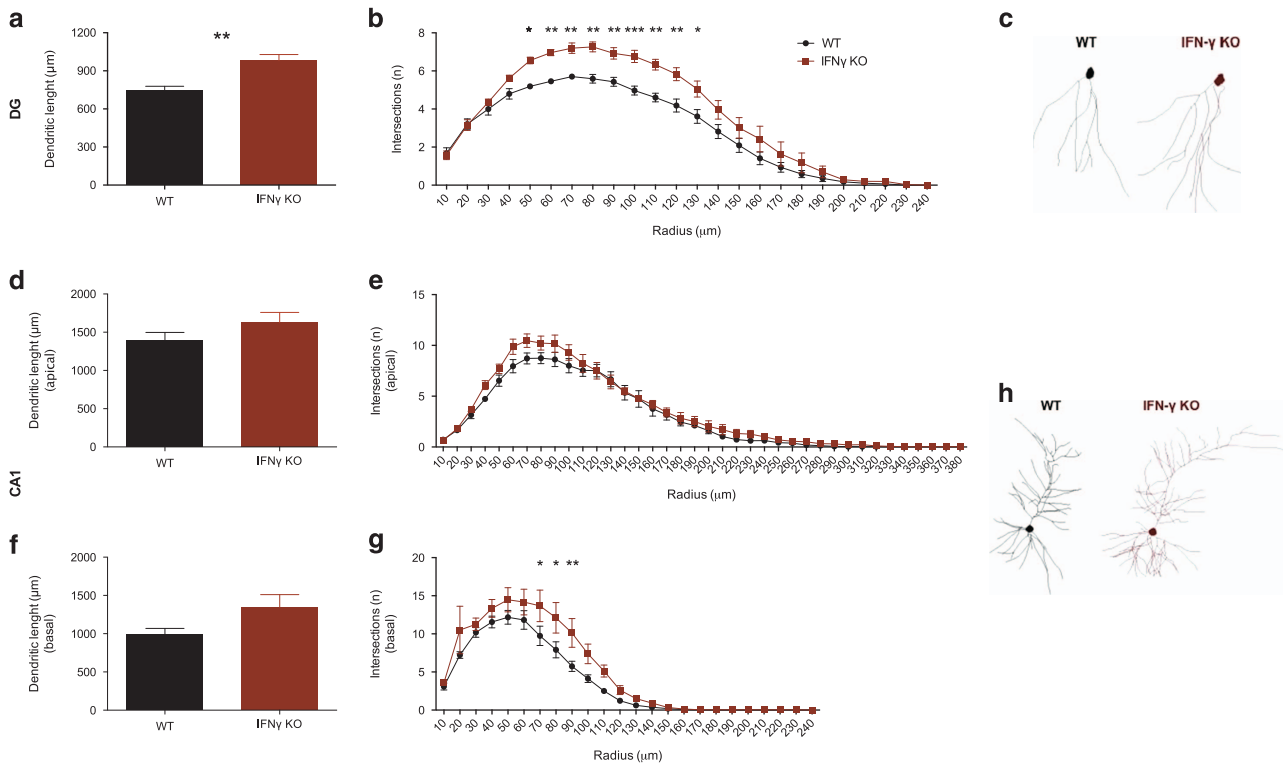 a
Dendritic lenght (µm)
1200
900
600
300
0
**
WT
IFNγ KO
DG
b
Intersections (n)
8
6
4
2
0
* ** ** ** ** *** ** ** *
WT
IFNγ KO
10 20 30 40 50 60 70 80 90 100 110 120 130 140 150 160 170 180 190 200 210 220 230 240
Radius (µm)
c
WT IFN-γ KO
d
Dendritic lenght (µm)
(apical)
2000
1500
1000
500
0
WT
IFNγ KO
e
Intersections (n)
(apical)
15
10
5
0
10 20 30 40 50 60 70 80 90 100 110 120 130 140 150 160 170 180 190 200 210 220 230 240 250 260 270 280 290 300 310 320 330 340 350 360 370 380
Radius (µm)
CA1
f
Dendritic lenght (µm)
(basal)
2000
1500
1000
500
0
WT
IFNγ KO
g
Intersections (n)
(basal)
20
15
10
5
0
* * **
10 20 30 40 50 60 70 80 90 100 110 120 130 140 150 160 170 180 190 200 210 220 230 240
Radius (µm)
h
WT IFN-γ KO